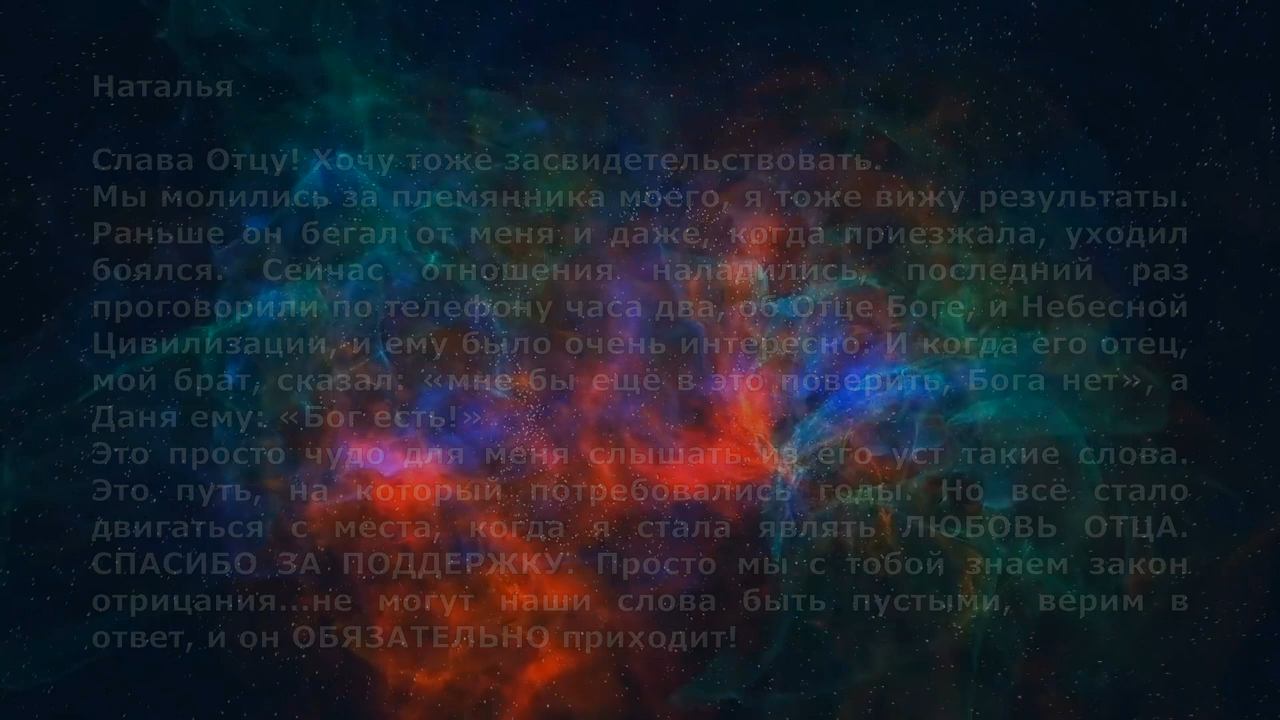 Наталья
Слава Отцу! Хочу тоже засвидетельствовать.
Мы молились за племянника моего, я тоже вижу результаты.
Раньше он бегал от меня и даже, когда приезжала, уходил
боялся. Сейчас отношения наладились последний раз
проговорили по телефону часа два, об Отце Боге, и Небесной
Цивилизации, и ему было очень интересно. И когда его отец,
мой брат, сказал: «мне бы ещё в это поверить, Бога нет», а
Даня ему: «Бог есть!»
Это просто чудо для меня слышать из его уст такие слова.
Это путь, на который потребовались годы. Но всё стало
двигаться с места, когда я стала являть ЛЮБОВЬ ОТЦА.
СПАСИБО ЗА ПОДДЕРЖКУ. Просто мы с тобой знаем закон
отрицания...не могут наши слова быть пустыми, верим в
ответ, и он ОБЯЗАТЕЛЬНО приходит!